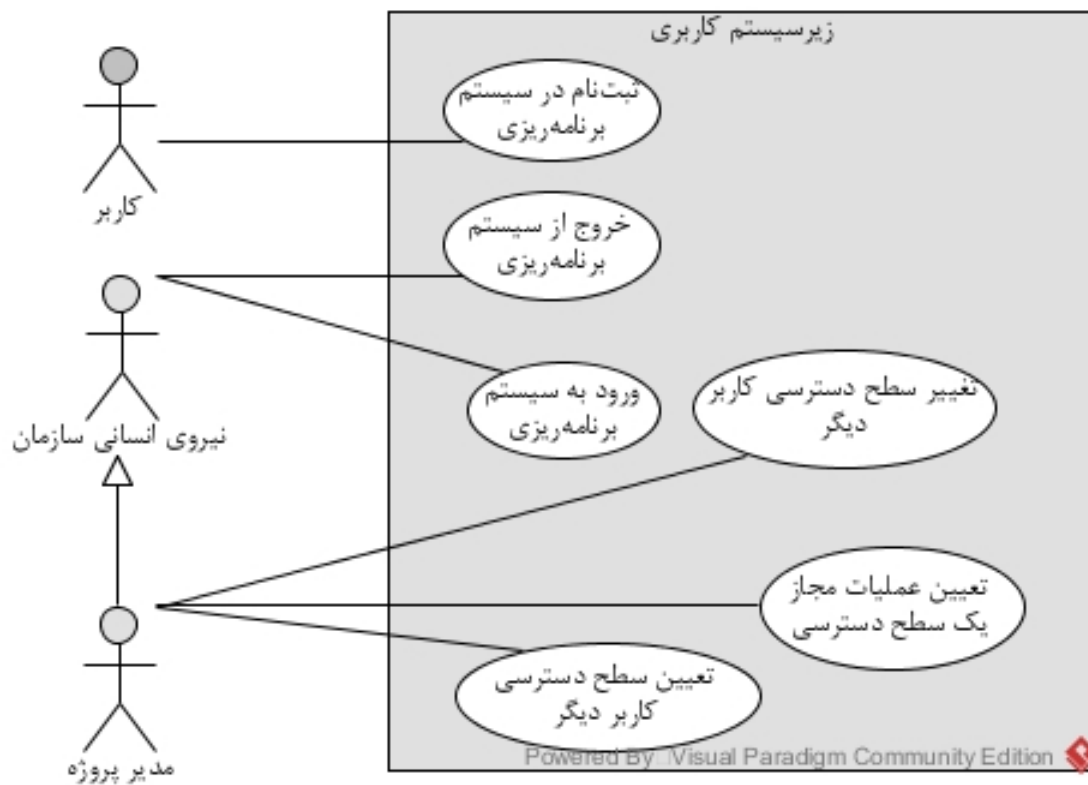 زیرسیستم کاربری
ثبت‌نام در سیستم
برنامه‌ریزی
کاربر
خروج از سیستم
برنامه‌ریزی
نیروی انسانی سازمان
ورود به سیستم
برنامه‌ریزی
تغییر سطح دسترسی کاربر
دیگر
تعیین عملیات مجاز
یک سطح دسترسی
تعیین سطح دسترسی
کاربر دیگر
مدیر پروژه
Powered By Visual Paradigm Community Edition